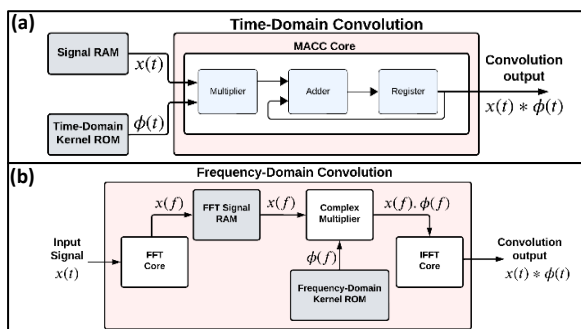 (a)
Time-Domain Convolution
MACC Core
Signal RAM
x(t)
Multiplier
Adder
Register
Convolution
output
x(t) ∗ ϕ(t)
Time-Domain
Kernel ROM
ϕ(t)
(b)
Frequency-Domain Convolution
Input
Signal
x(t)
FFT
Core
x(f)
FFT Signal
RAM
x(f)
Complex
Multiplier
ϕ(f)
Frequency-Domain
Kernel ROM
x(f). ϕ(f)
IFFT
Core
Convolution
output
x(t) ∗ ϕ(t)